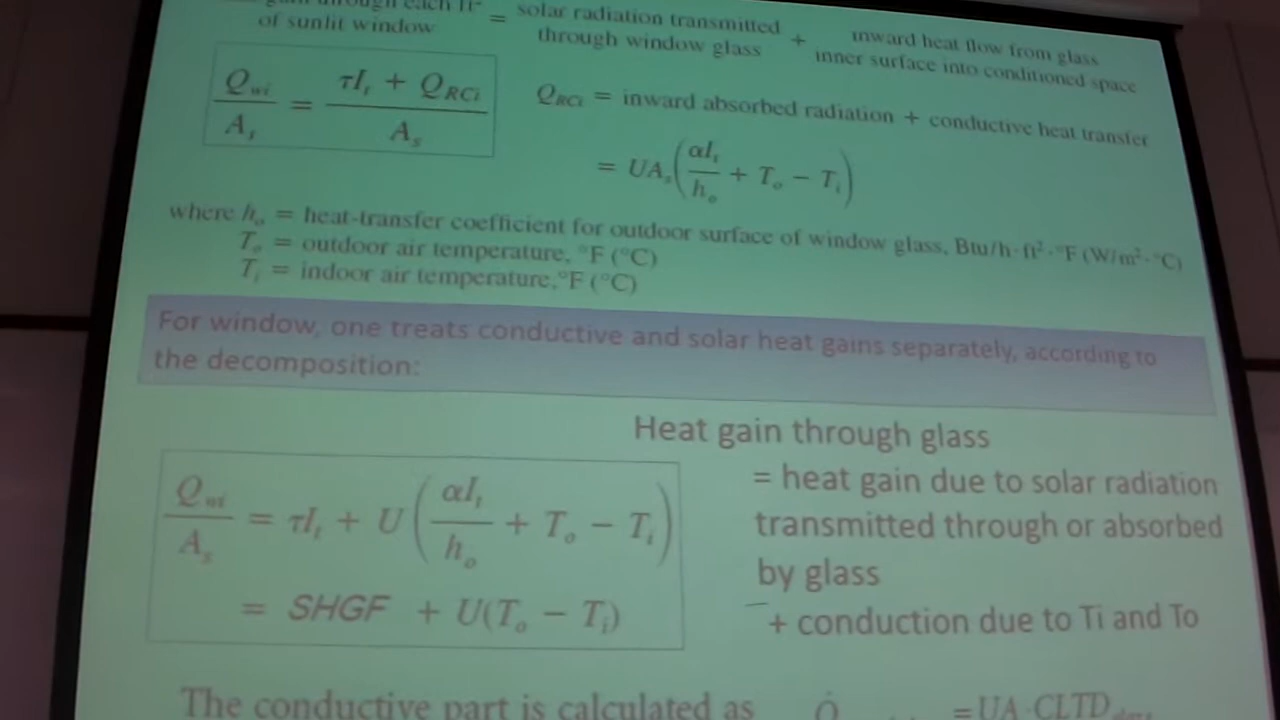 through each ft² = solar radiation transmitted + inward heat flow from glass
of sunlit window through window glass inner surface into conditioned space
Q_wi / A_s = (τI_t + Q_RCi) / A_s
Q_RCi = inward absorbed radiation + conductive heat transfer
= UA_s(αI_t / h_o + T_o − T_i)
where h_o = heat-transfer coefficient for outdoor surface of window glass, Btu/h·ft²·°F (W/m²·°C)
T_o = outdoor air temperature, °F (°C)
T_i = indoor air temperature,°F (°C)
For window, one treats conductive and solar heat gains separately, according to
the decomposition:
Heat gain through glass
= heat gain due to solar radiation
transmitted through or absorbed
by glass
+ conduction due to Ti and To
Q_wi / A_s = τI_t + U(αI_t / h_o + T_o − T_i)
= SHGF + U(T_o − T_i)
The conductive part is calculated as Q̇ = UA·CLTD